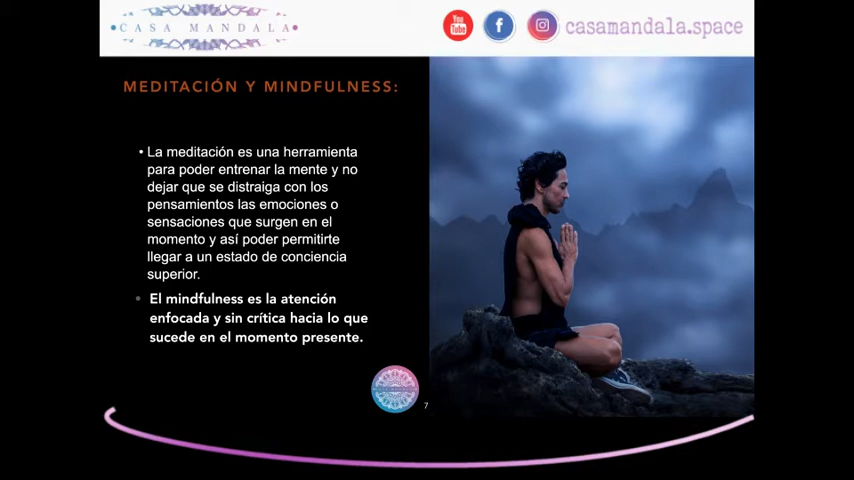 CASA MANDALA
You
Tube
casamandala.space
MEDITACIÓN Y MINDFULNESS:
• La meditación es una herramienta
para poder entrenar la mente y no
dejar que se distraiga con los
pensamientos las emociones o
sensaciones que surgen en el
momento y así poder permitirte
llegar a un estado de conciencia
superior.
• El mindfulness es la atención
enfocada y sin crítica hacia lo que
sucede en el momento presente.
7